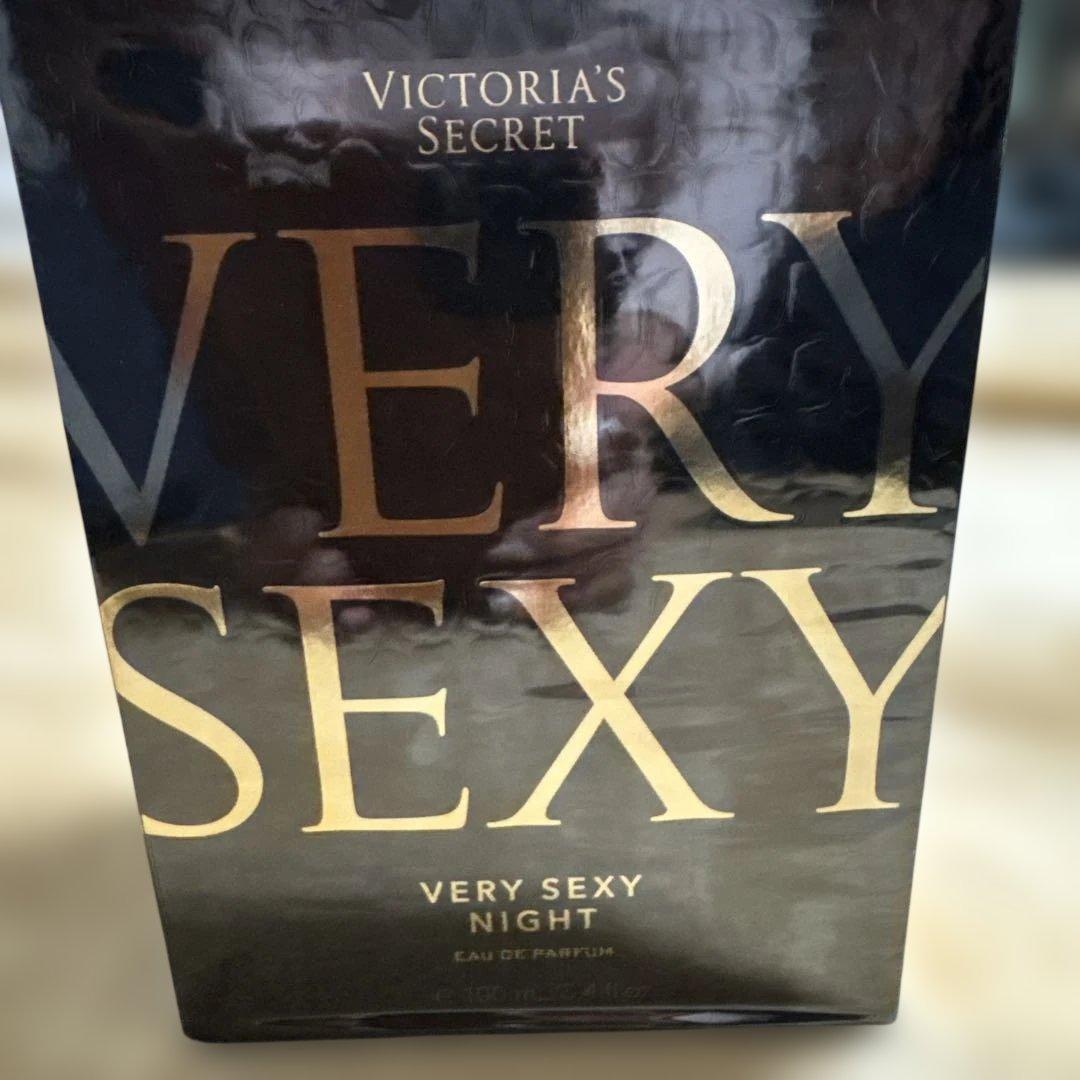 VICTORIA'S
SECRET
VERY
SEXY
VERY SEXY
NIGHT
EAU DE PARFUM